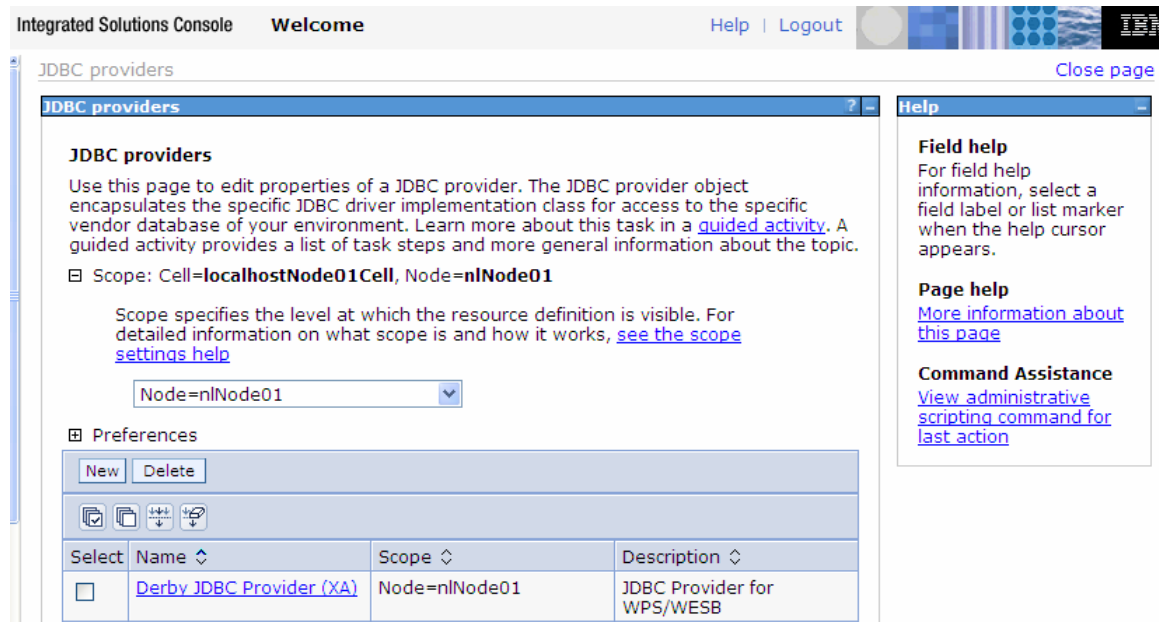 Integrated Solutions Console Welcome Help | Logout IBM
JDBC providers Close page
JDBC providers ? -
JDBC providers
Use this page to edit properties of a JDBC provider. The JDBC provider object
encapsulates the specific JDBC driver implementation class for access to the specific
vendor database of your environment. Learn more about this task in a guided activity. A
guided activity provides a list of task steps and more general information about the topic.
Scope: Cell=localhostNode01Cell, Node=nlNode01
Scope specifies the level at which the resource definition is visible. For
detailed information on what scope is and how it works, see the scope
settings help
Node=nlNode01
Preferences
New Delete
Select Name Scope Description
Derby JDBC Provider (XA) Node=nlNode01 JDBC Provider for
WPS/WESB
Help -
Field help
For field help
information, select a
field label or list marker
when the help cursor
appears.
Page help
More information about
this page
Command Assistance
View administrative
scripting command for
last action